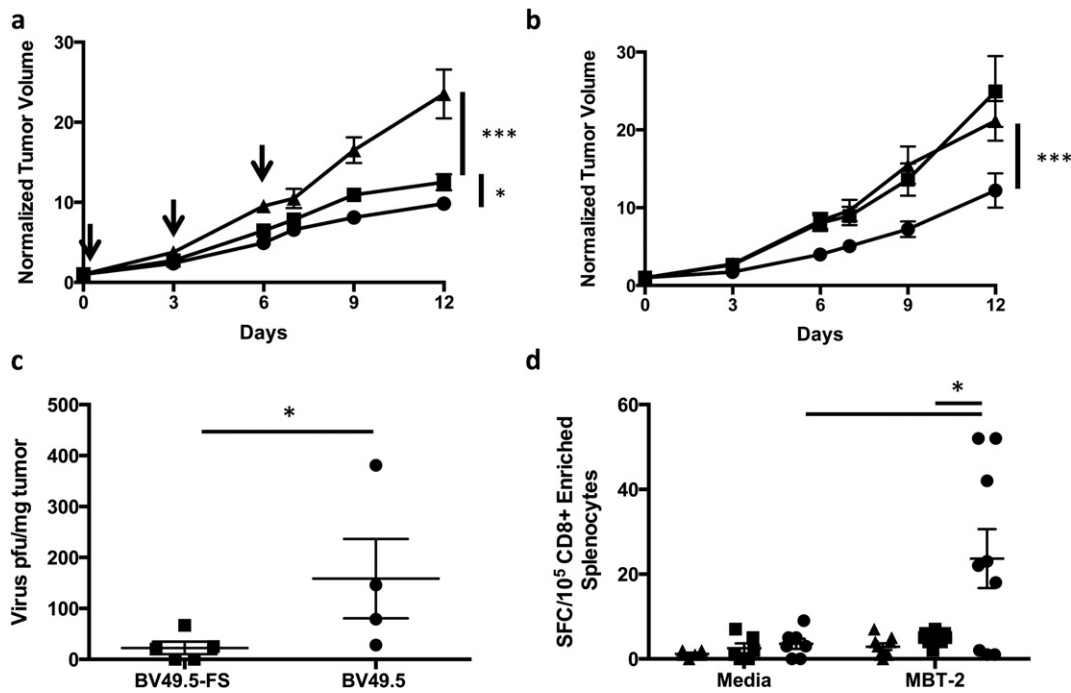 a
Normalized Tumor Volume
30
20
10
0
0 3 6 9 12
Days
***
*
b
Normalized Tumor Volume
30
20
10
0
0 3 6 9 12
Days
***
c
Virus pfu/mg tumor
500
400
300
200
100
0
*
BV49.5-FS BV49.5
d
SFC/10⁵ CD8+ Enriched
Splenocytes
60
40
20
0
*
Media MBT-2